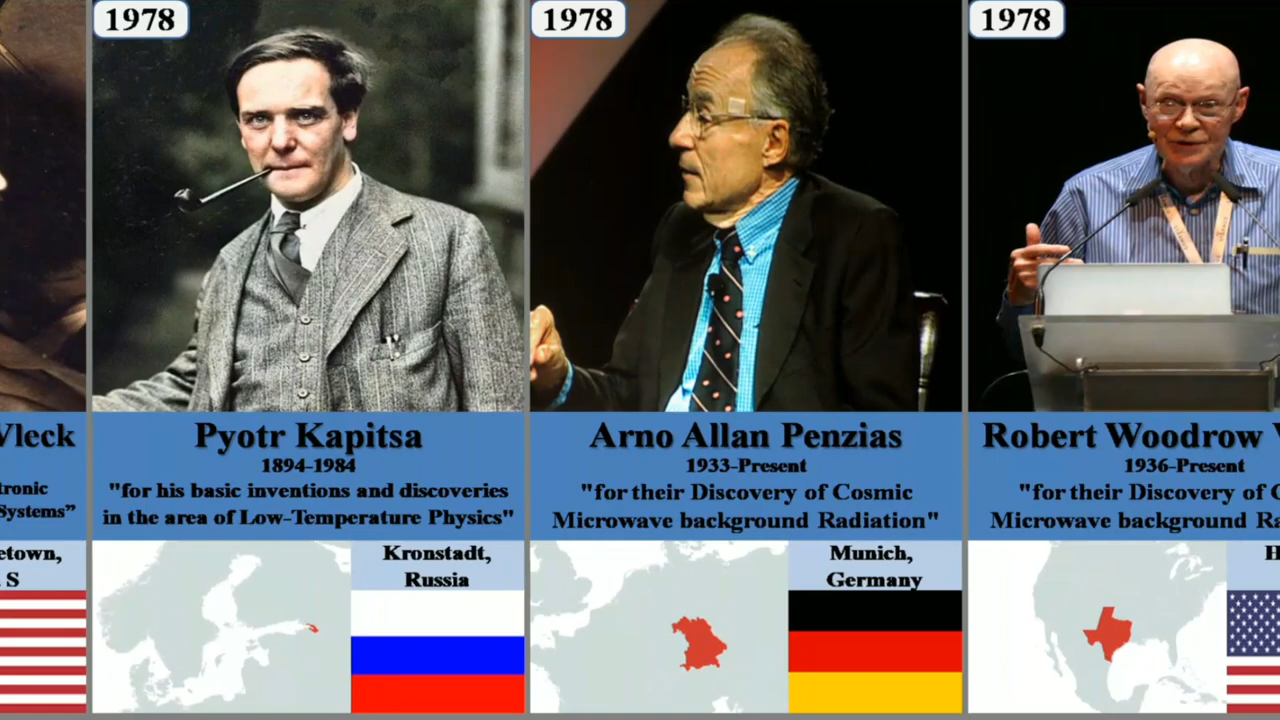 1978
1978
1978
Vleck
tronic
Systems”
etown,
S
Pyotr Kapitsa
1894-1984
"for his basic inventions and discoveries
in the area of Low-Temperature Physics"
Kronstadt,
Russia
Arno Allan Penzias
1933-Present
"for their Discovery of Cosmic
Microwave background Radiation"
Munich,
Germany
Robert Woodrow
1936-Present
"for their Discovery of C
Microwave background Ra
H